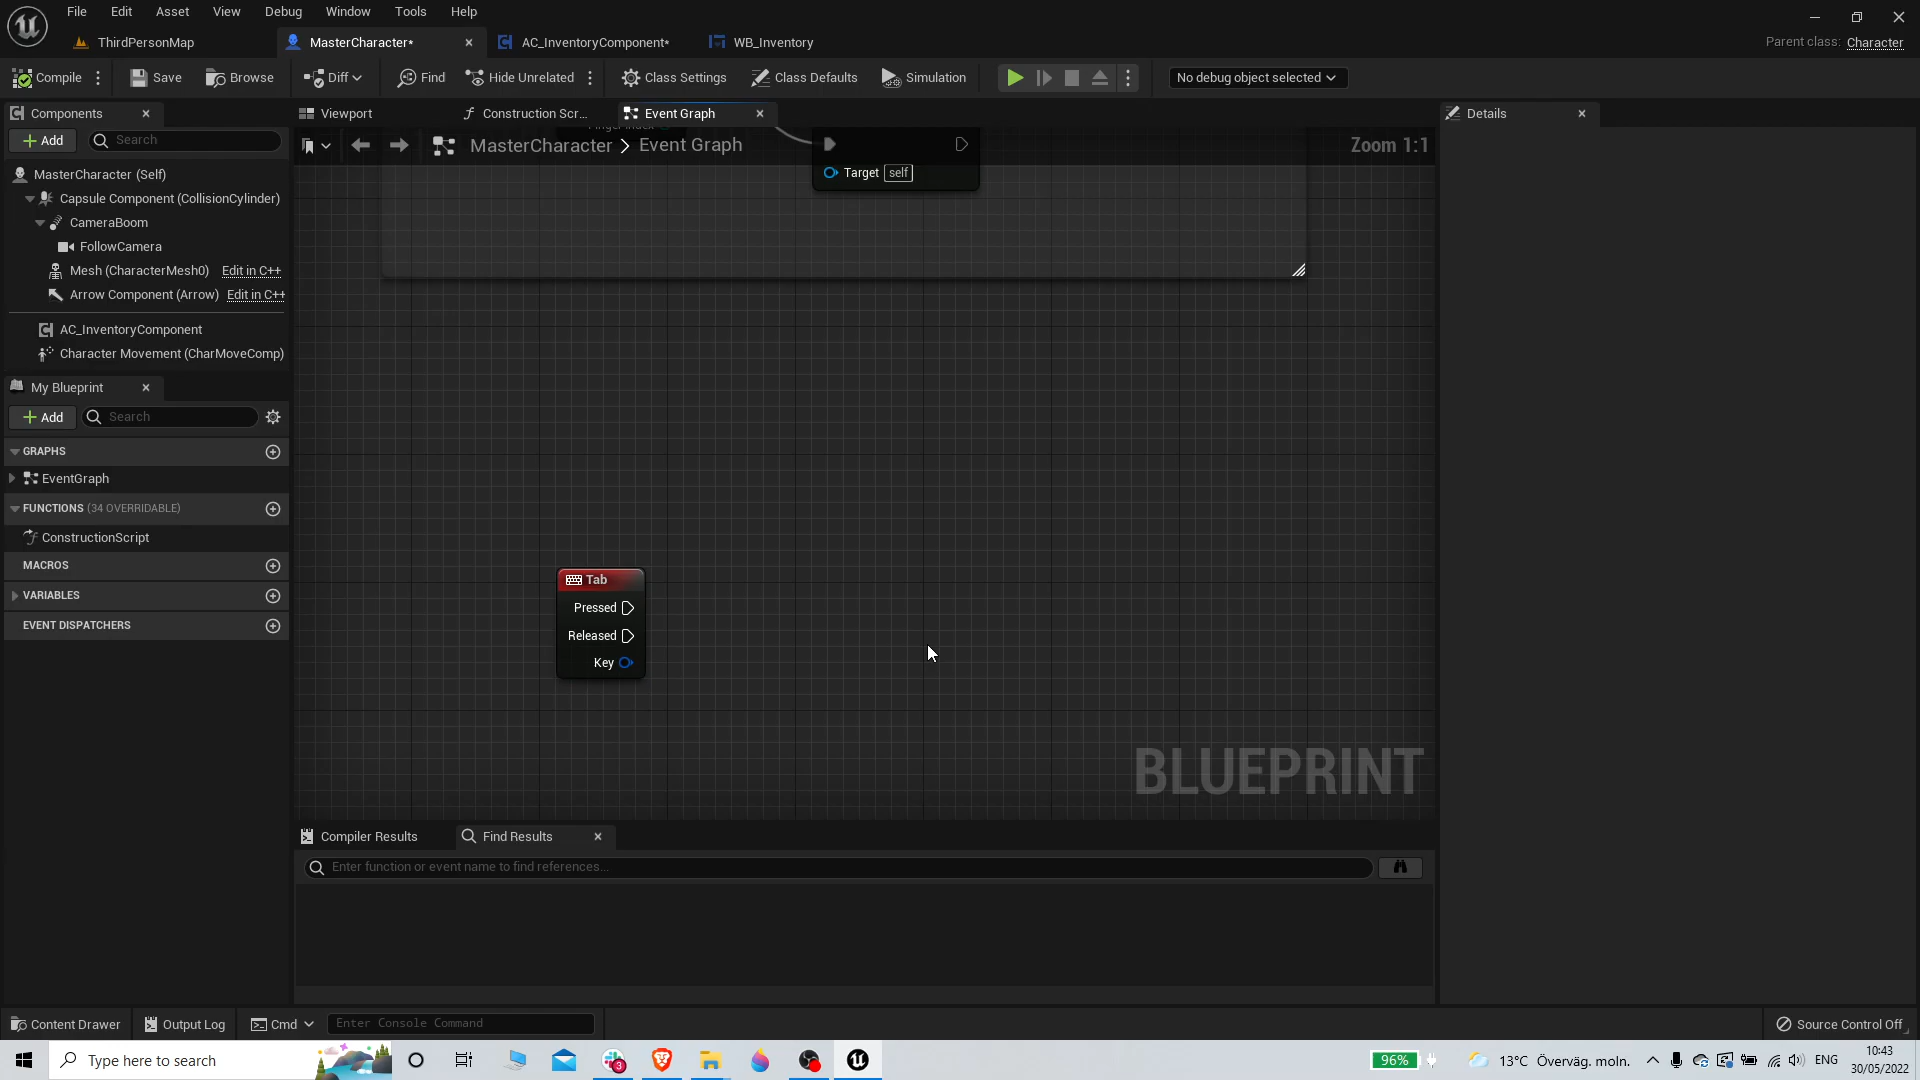 File Edit Asset View Debug Window Tools Help
ThirdPersonMap MasterCharacter* AC_InventoryComponent* WB_Inventory Parent class: Character
Compile Save Browse Diff Find Hide Unrelated Class Settings Class Defaults Simulation No debug object selected
Components Viewport Construction Scr... Event Graph Details
Add Search MasterCharacter > Event Graph Zoom 1:1
MasterCharacter (Self)
Target self
Capsule Component (CollisionCylinder)
CameraBoom
FollowCamera
Mesh (CharacterMesh0) Edit in C++
Arrow Component (Arrow) Edit in C++
AC_InventoryComponent
Character Movement (CharMoveComp)
My Blueprint
Add Search
GRAPHS
EventGraph
FUNCTIONS (34 OVERRIDABLE)
ConstructionScript
MACROS
VARIABLES
EVENT DISPATCHERS
Tab
Pressed
Released
Key
BLUEPRINT
Compiler Results Find Results
Enter function or event name to find references...
Content Drawer Output Log Cmd Enter Console Command Source Control Off
Type here to search 3 96% 13°C Överväg. moln. ENG 10:43
30/05/2022